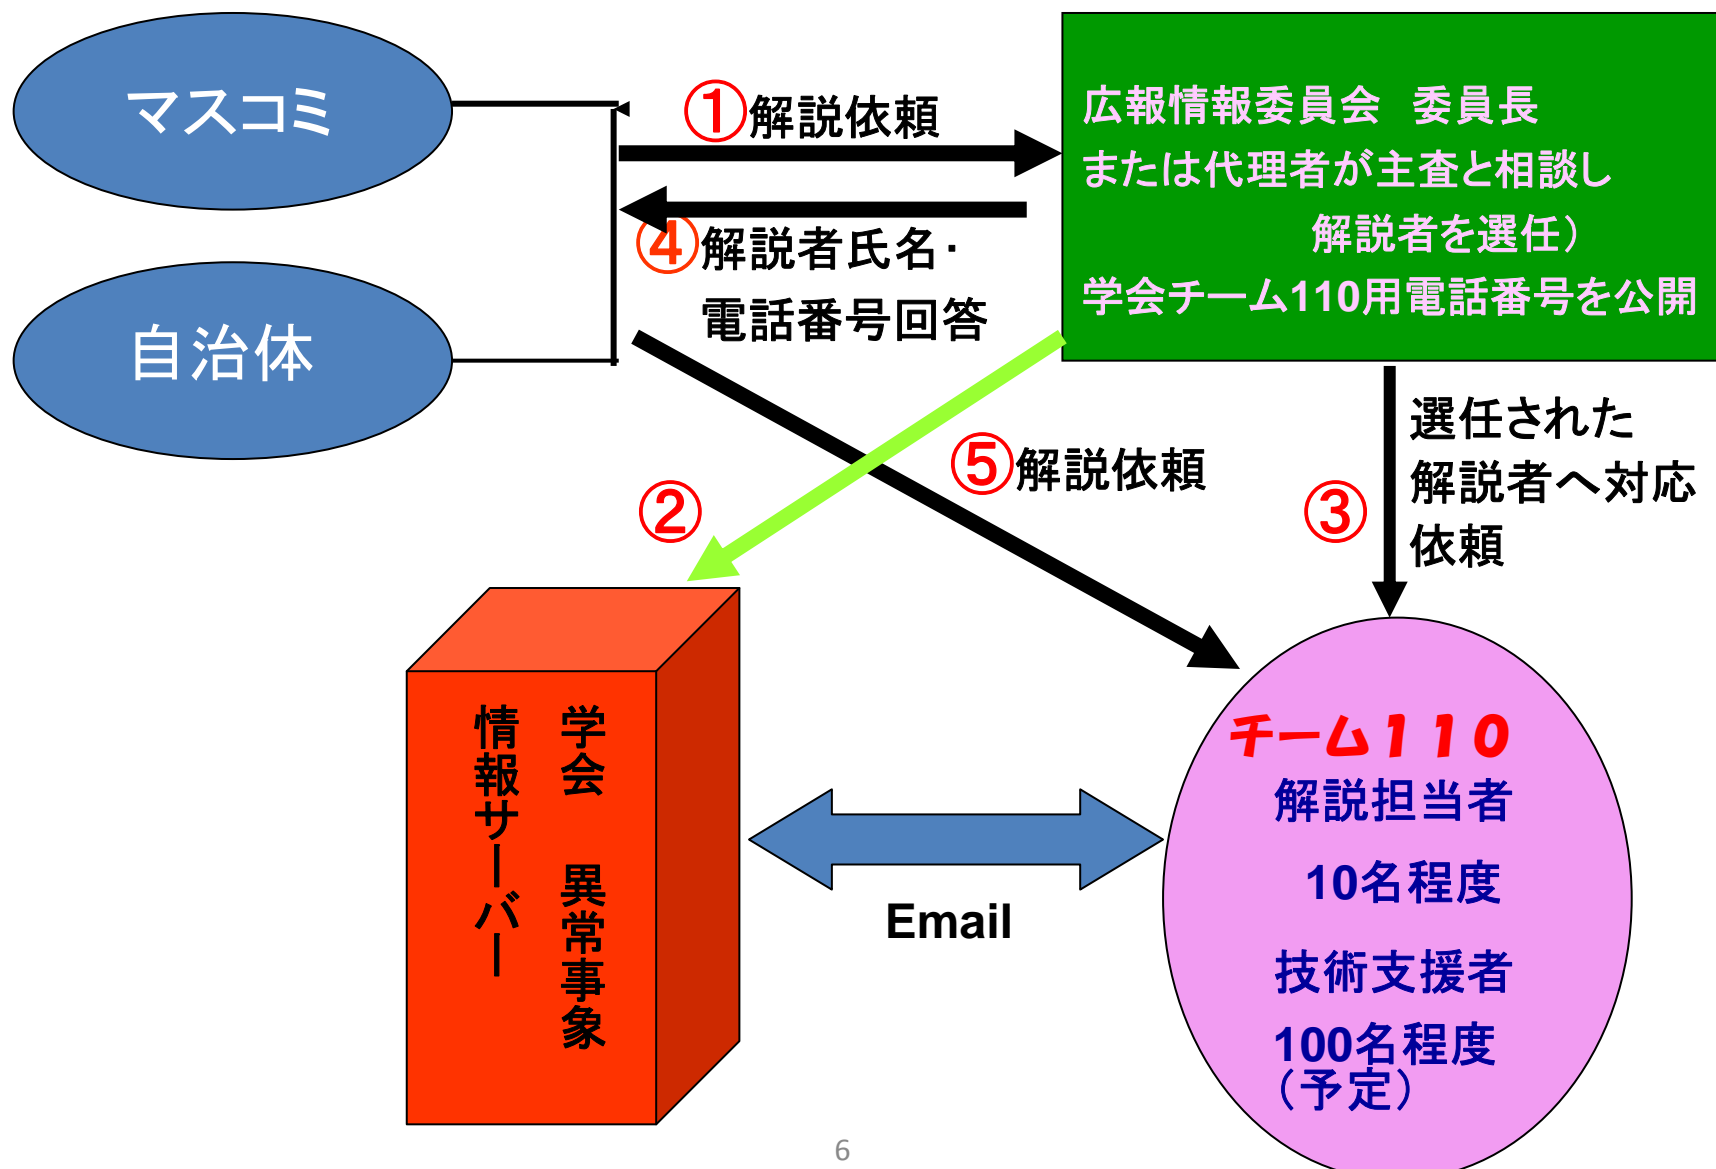 マスコミ
自治体
①解説依頼
④解説者氏名・
電話番号回答
広報情報委員会　委員長
または代理者が主査と相談し
解説者を選任）
学会チーム110用電話番号を公開
②
⑤解説依頼
③
選任された
解説者へ対応
依頼
学会　異常事象
情報サーバー
Email
チーム１１０
解説担当者
10名程度
技術支援者
100名程度
（予定）
6